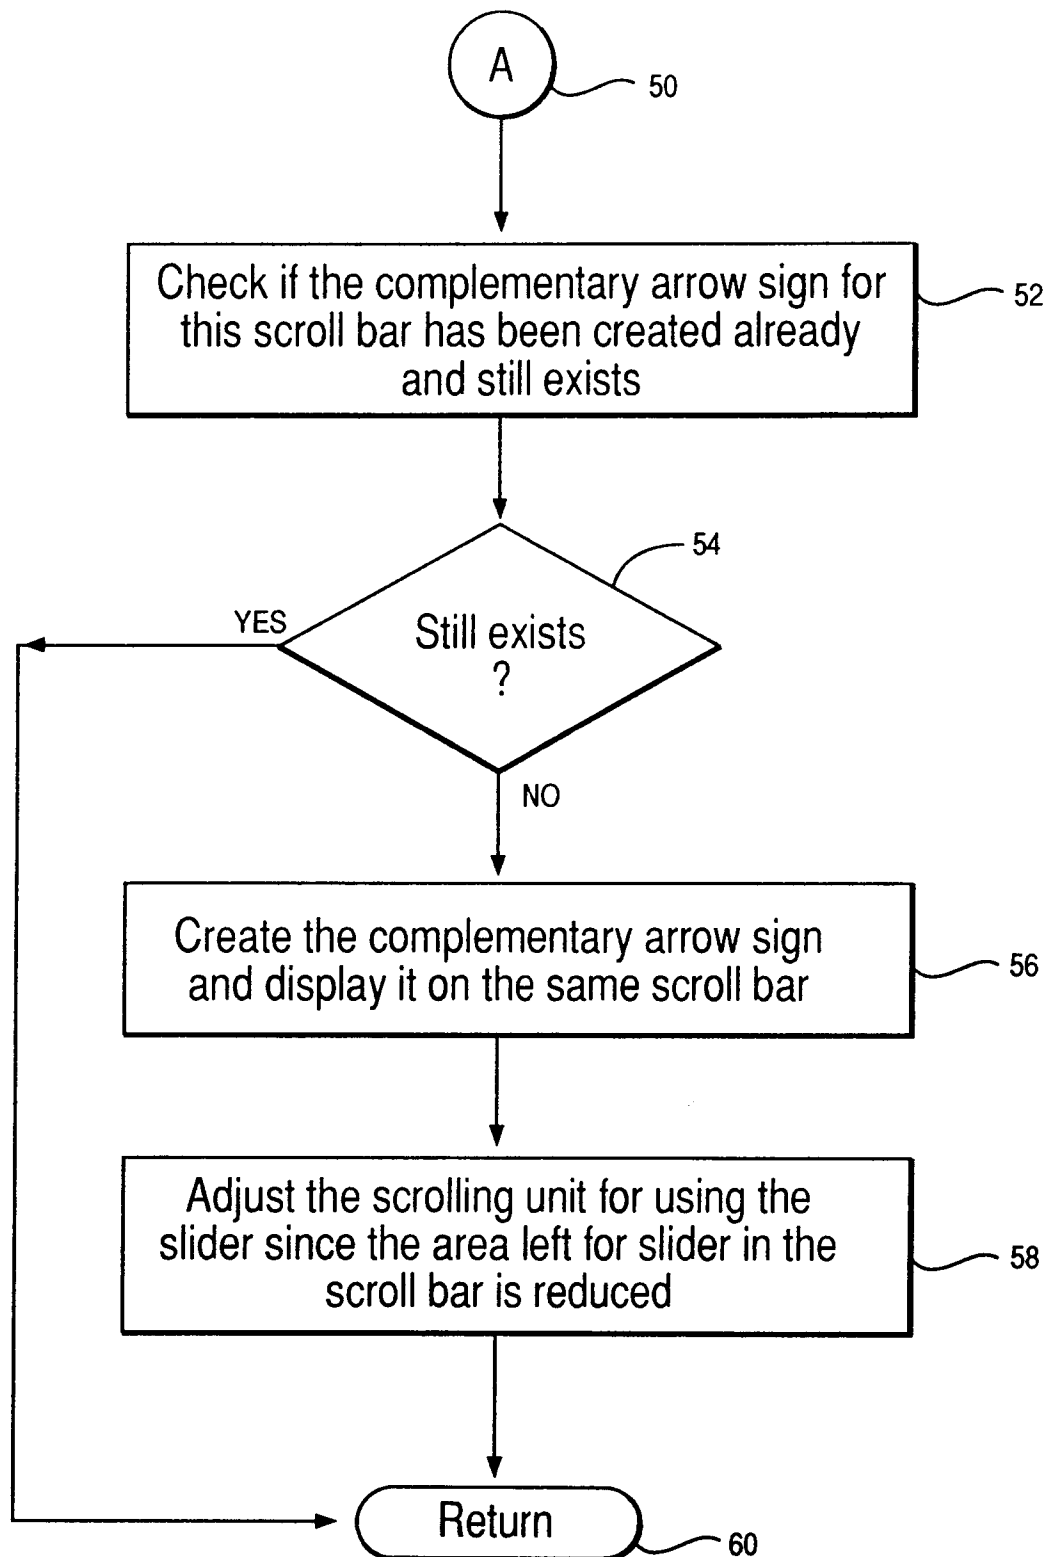 A
50
Check if the complementary arrow sign for
this scroll bar has been created already
and still exists
52
54
YES
Still exists
?
NO
Create the complementary arrow sign
and display it on the same scroll bar
56
Adjust the scrolling unit for using the
slider since the area left for slider in the
scroll bar is reduced
58
Return
60